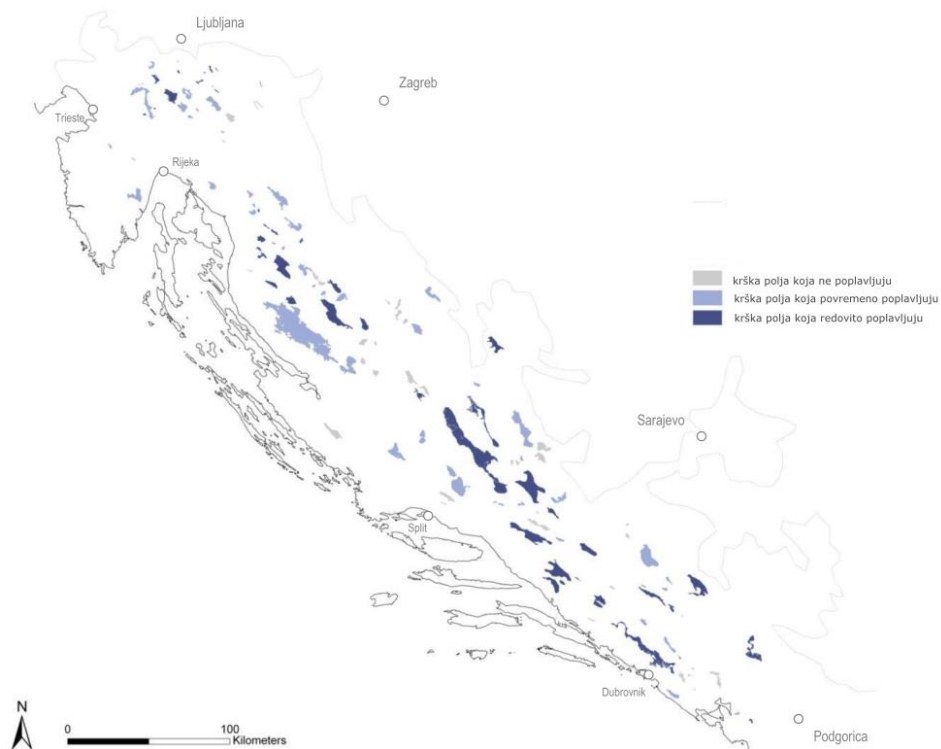 Ljubljana
Zagreb
Trieste
Rijeka
krška polja koja ne poplavljuju
krška polja koja povremeno poplavljuju
krška polja koja redovito poplavljuju
Sarajevo
Split
Dubrovnik
Podgorica
N
0 100
Kilometers